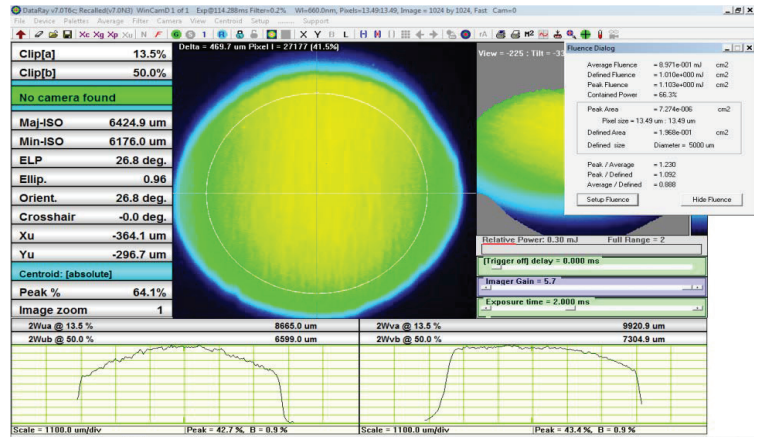 DataRay v7.0T6c; Recalled(v7.0N3) WinCamD 1 of 1 - Exp@114.288ms Filter=0.2% Wl=660.0nm, Pixels=13.49:13.49, Image = 1024 by 1024, Fast Cam=0
File Device Paletter Average Filter Camera View Centroid Setup ..... Support
Xc Xg Xp Xu N F G G 1 R X Y B L H H rA M2
Clip[a] 13.5%
Clip[b] 50.0%
No camera found
Maj-ISO 6424.9 um
Min-ISO 6176.0 um
ELP 26.8 deg.
Ellip. 0.96
Orient. 26.8 deg.
Crosshair -0.0 deg.
Xu -364.1 um
Yu -296.7 um
Centroid: [absolute]
Peak % 64.1%
Image zoom 1
Delta = 469.7 um Pixel I = 27177 (41.5%)
View = -225 : Tilt = -33
Fluence Dialog
Average Fluence = 8.971e-001 mJ cm2
Defined Fluence = 1.010e+000 mJ cm2
Peak Fluence = 1.103e+000 mJ cm2
Contained Power = 66.3%
Peak Area = 7.274e-006 cm2
Pixel size = 13.49 um : 13.49 um
Defined Area = 1.968e-001 cm2
Defined size Diameter = 5000 um
Peak / Average = 1.230
Peak / Defined = 1.092
Average / Defined = 0.888
Setup Fluence Hide Fluence
Relative Power: 0.30 mJ Full Range = 2
[Trigger off] delay = 0.000 ms
Imager Gain = 5.7
Exposure time = 2.000 ms
2Wua @ 13.5 % 8665.0 um
2Wub @ 50.0 % 6599.0 um
2Wva @ 13.5 % 9920.9 um
2Wvb @ 50.0 % 7304.9 um
Scale = 1100.0 um/div Peak = 42.7 %, B = 0.9 %
Scale = 1100.0 um/div Peak = 43.4 %, B = 0.9 %